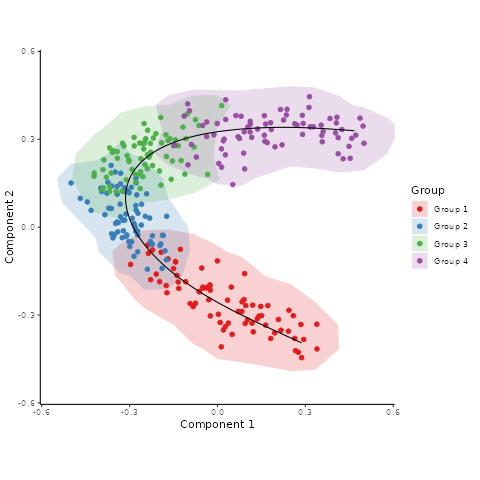 0.6
0.3
0.0
-0.3
-0.6
Component 2
-0.6 -0.3 0.0 0.3 0.6
Component 1
Group
Group 1
Group 2
Group 3
Group 4